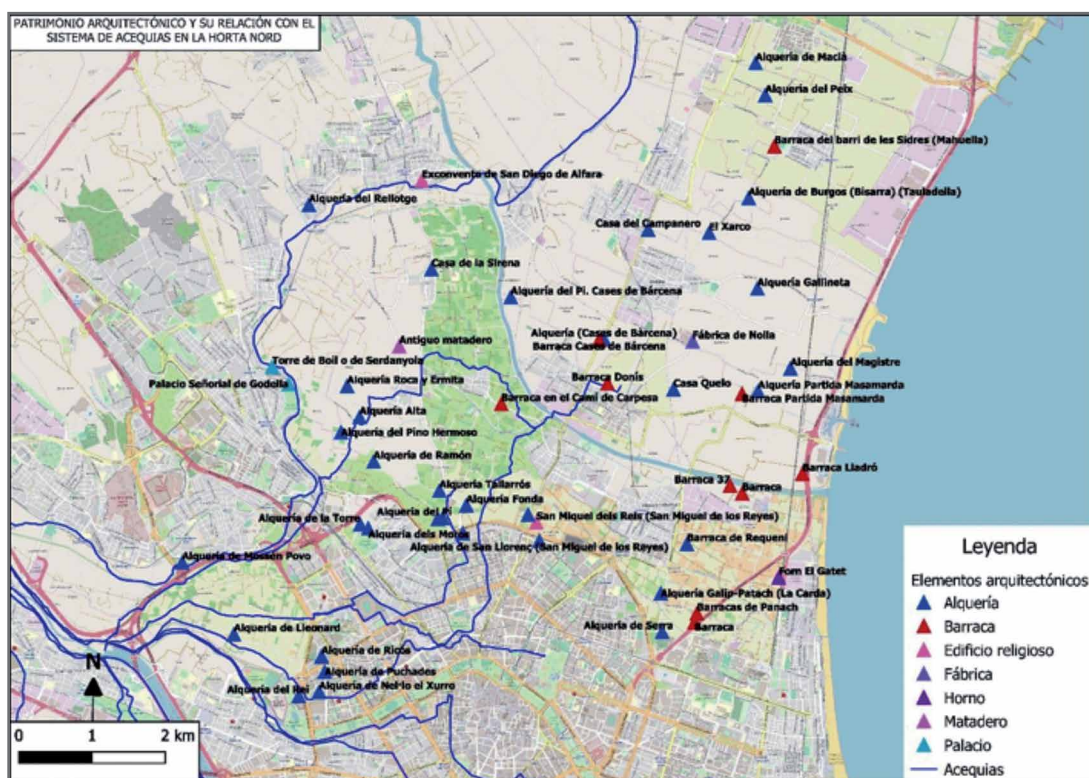 PATRIMONIO ARQUITECTÓNICO Y SU RELACIÓN CON EL
SISTEMA DE ACEQUIAS EN LA HORTA NORD
Alquería de Macià
Alquería del Peix
Barraca del barri de les Sidres (Mahuella)
Exconvento de San Diego de Alfara
Alquería del Rellotge
Alquería de Burgos (Bisarra) (Tauladella)
Casa del Campanero
El Xarco
Casa de la Sirena
Alquería del Pi. Cases de Bárcena
Alquería Gallineta
Alquería (Cases de Bárcena)
Barraca Cases de Bárcena
Fábrica de Nolla
Antiguo matadero
Torre de Boil o de Serdanyola
Alquería del Magistre
Palacio Señorial de Godella
Alquería Roca y Ermita
Barraca Donís
Casa Quelo
Alquería Partida Masamarda
Barraca Partida Masamarda
Barraca en el Camí de Carpesa
Alquería Alta
Alquería del Pino Hermoso
Alquería de Ramón
Barraca Lladró
Barraca 37
Barraca
Alquería Tallarrós
Alquería Fonda
Alquería del Pi
San Miquel dels Reis (San Miguel de los Reyes)
Alquería de la Torre
Alquería dels Moros
Alquería de San Llorenç (San Miguel de los Reyes)
Barraca de Requeni
Alquería de Mossén Povo
Forn El Gatet
Alquería Galip-Patach (La Carda)
Barracas de Panach
Alquería de Serra
Barraca
Alquería de Lleonard
Alquería de Ricós
Alquería de Puchades
Alquería del Rei
Alquería de Nel·lo el Xurro
N
0 1 2 km
Leyenda
Elementos arquitectónicos
Alquería
Barraca
Edificio religioso
Fábrica
Horno
Matadero
Palacio
Acequias